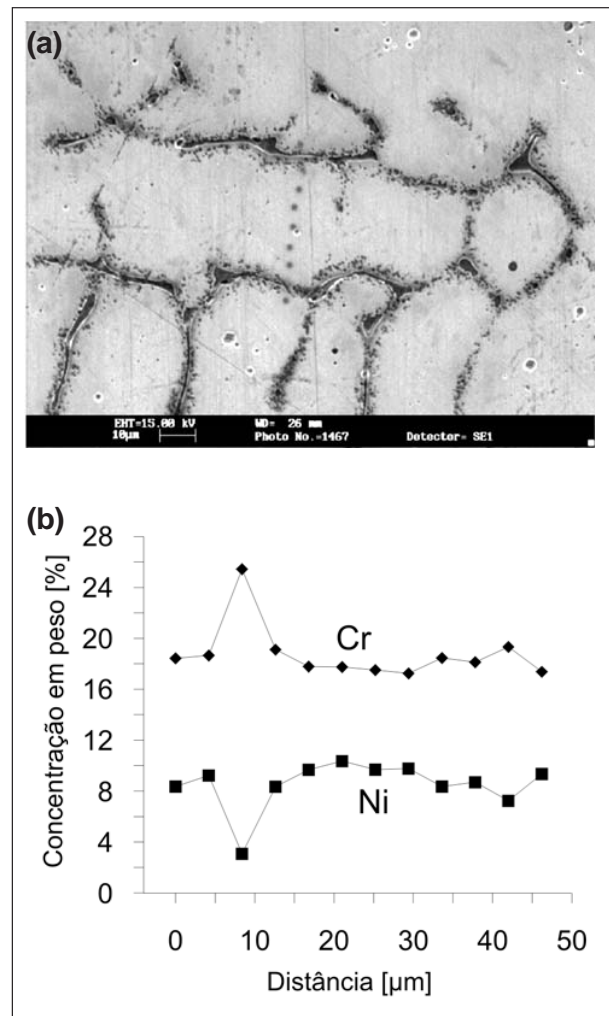 (a)
EHT=15.00 kV WD= 26 mm
10µm Photo No.=1467 Detector= SE1
(b)
28
24
20
16
12
8
4
0
Concentração em peso [%]
Cr
Ni
0 10 20 30 40 50
Distância [µm]